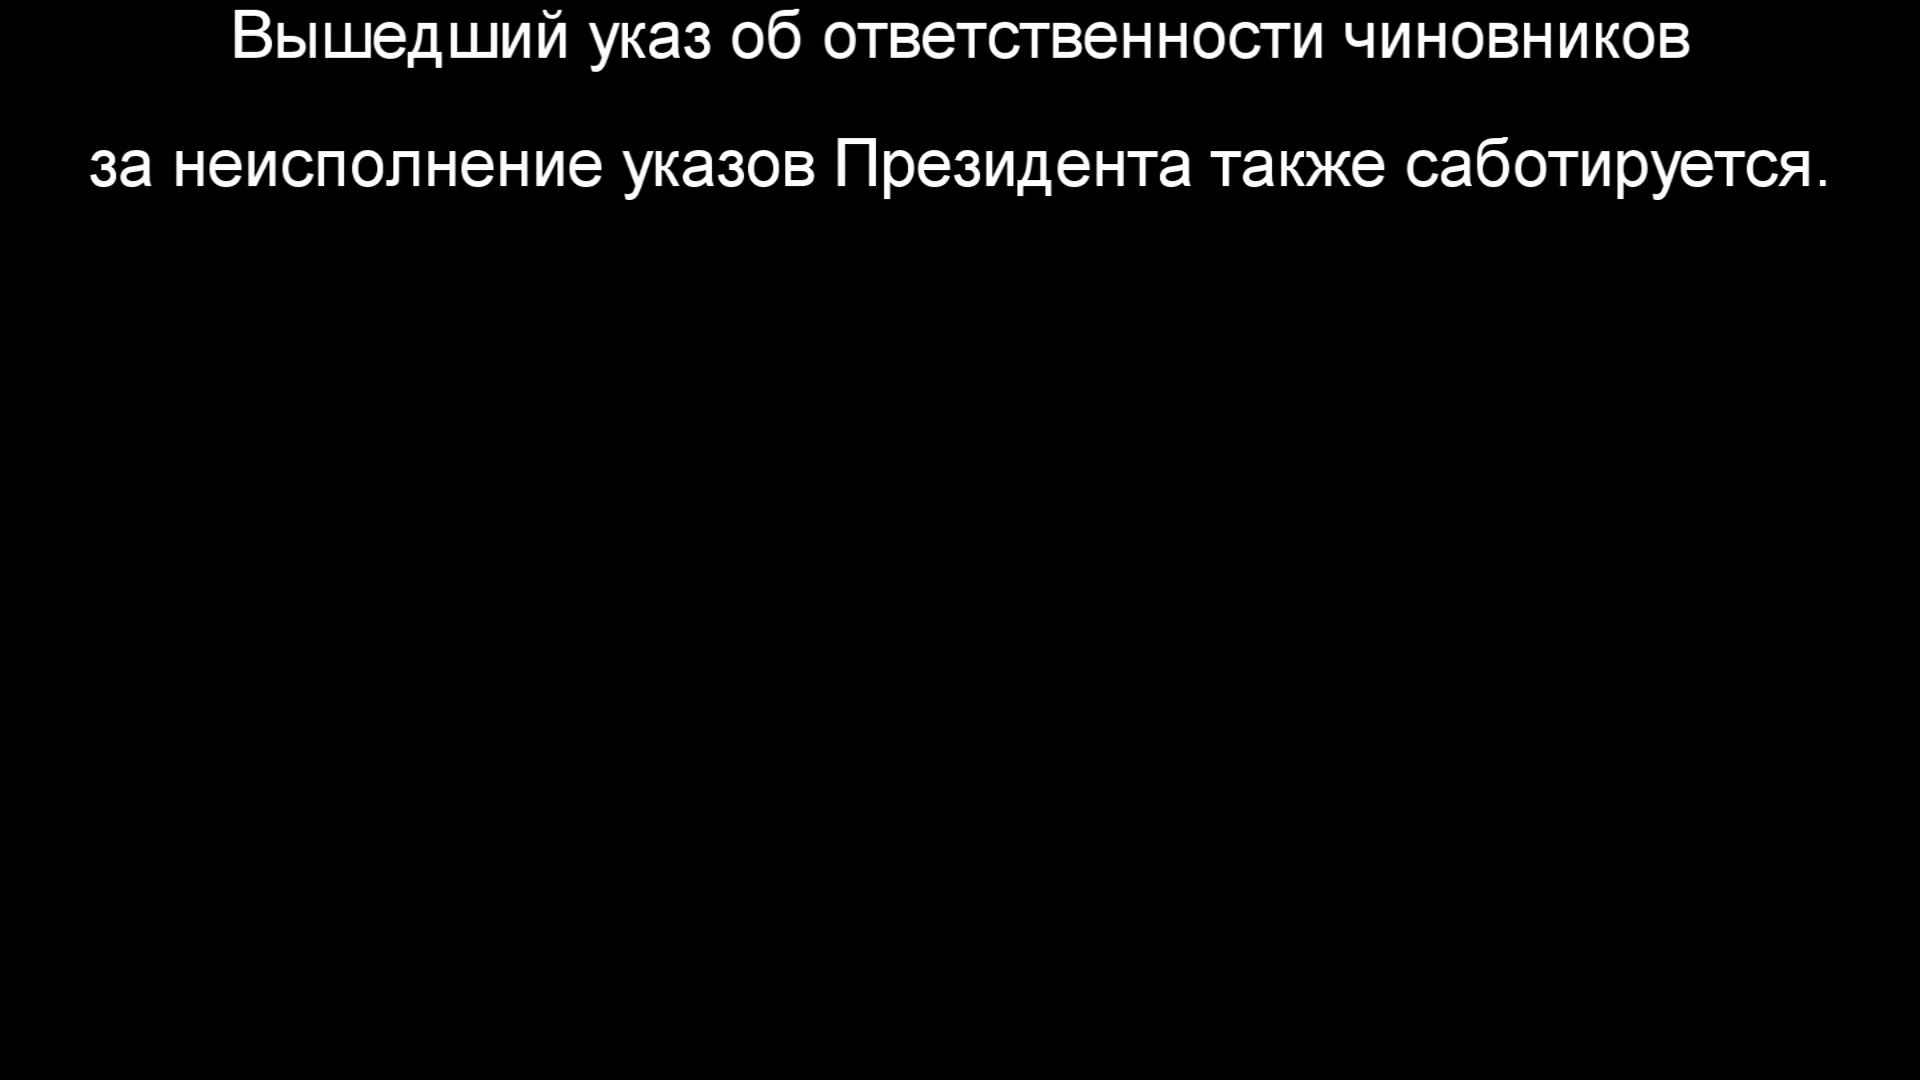 Вышедший указ об ответственности чиновников
за неисполнение указов Президента также саботируется.